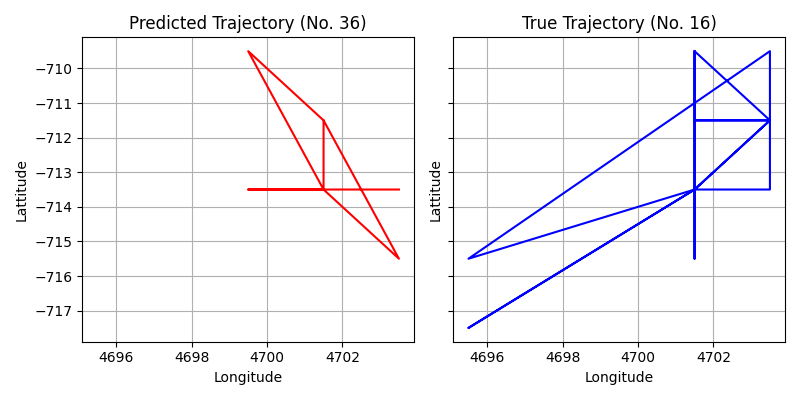 Predicted Trajectory (No. 36)
True Trajectory (No. 16)
Lattitude
−710
−711
−712
−713
−714
−715
−716
−717
4696
4698
4700
4702
Longitude
Lattitude
4696
4698
4700
4702
Longitude